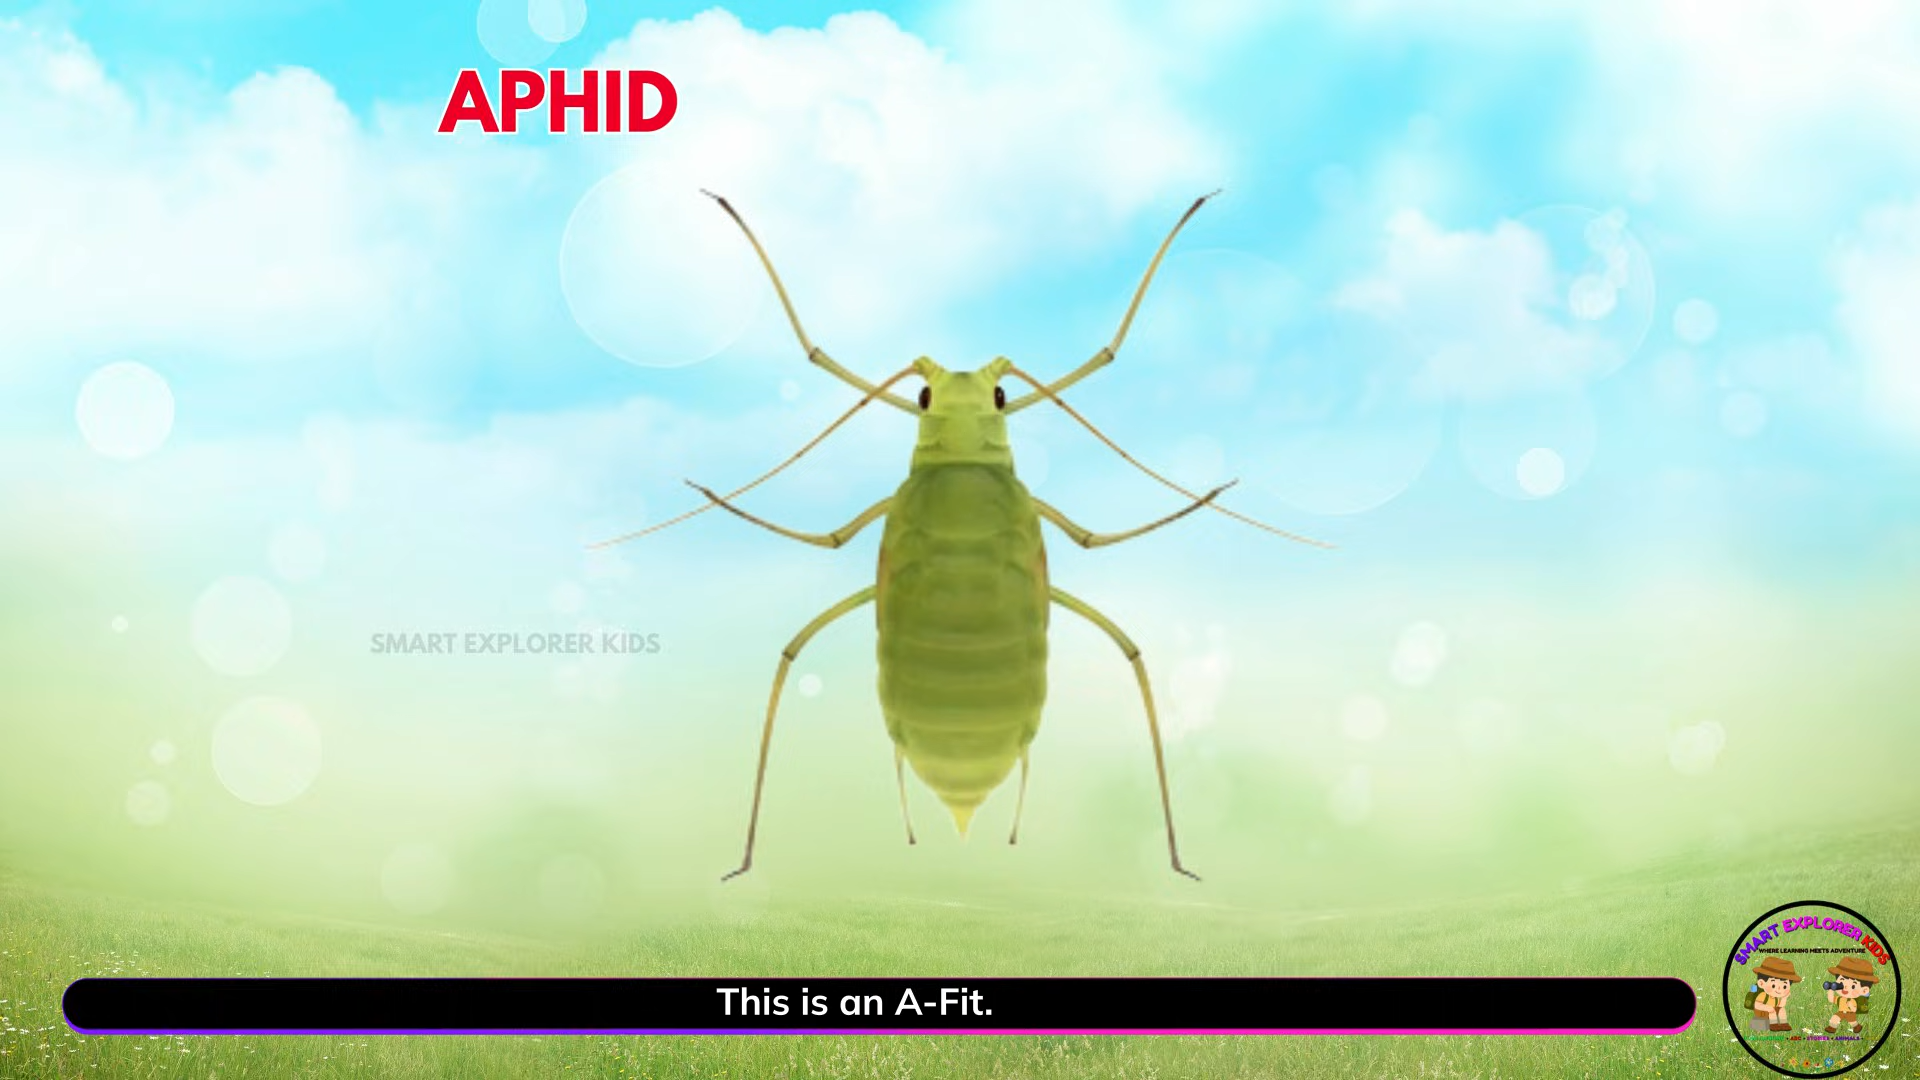 APHID
SMART EXPLORER KIDS
This is an A-Fit.
SMART EXPLORER KIDS
WHERE LEARNING MEETS ADVENTURE